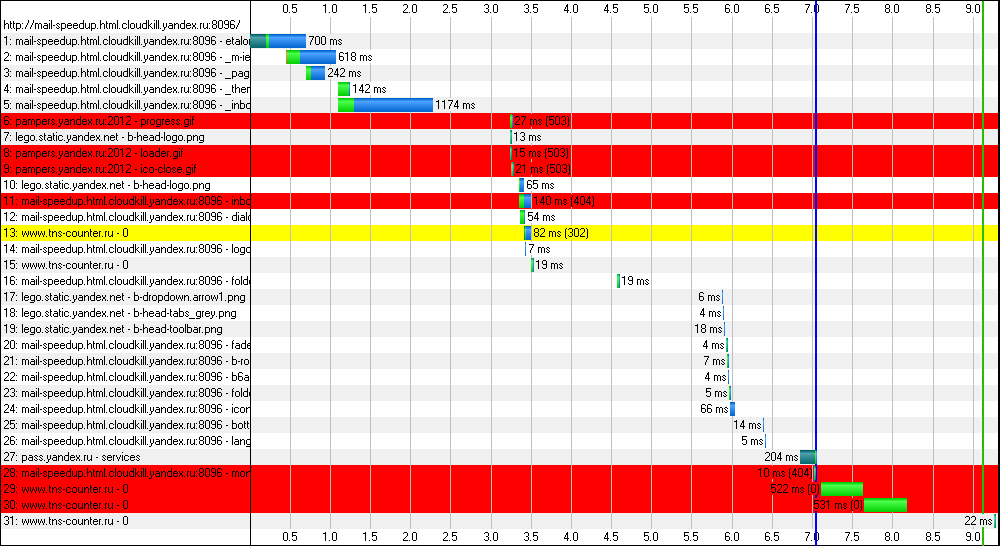 0.5 1.0 1.5 2.0 2.5 3.0 3.5 4.0 4.5 5.0 5.5 6.0 6.5 7.0 7.5 8.0 8.5 9.0
http://mail-speedup.html.cloudkill.yandex.ru:8096/
1: mail-speedup.html.cloudkill.yandex.ru:8096 - etalon 700 ms
2: mail-speedup.html.cloudkill.yandex.ru:8096 - _m-ie 618 ms
3: mail-speedup.html.cloudkill.yandex.ru:8096 - _pag 242 ms
4: mail-speedup.html.cloudkill.yandex.ru:8096 - _then 142 ms
5: mail-speedup.html.cloudkill.yandex.ru:8096 - _inbo 1174 ms
6: pampers.yandex.ru:2012 - progress.gif 27 ms (503)
7: lego.static.yandex.net - b-head-logo.png 13 ms
8: pampers.yandex.ru:2012 - loader.gif 15 ms (503)
9: pampers.yandex.ru:2012 - ico-close.gif 21 ms (503)
10: lego.static.yandex.net - b-head-logo.png 65 ms
11: mail-speedup.html.cloudkill.yandex.ru:8096 - inbo 140 ms (404)
12: mail-speedup.html.cloudkill.yandex.ru:8096 - dialo 54 ms
13: www.tns-counter.ru - 0 82 ms (302)
14: mail-speedup.html.cloudkill.yandex.ru:8096 - logo 7 ms
15: www.tns-counter.ru - 0 19 ms
16: mail-speedup.html.cloudkill.yandex.ru:8096 - folde 19 ms
17: lego.static.yandex.net - b-dropdown.arrow1.png 6 ms
18: lego.static.yandex.net - b-head-tabs_grey.png 4 ms
19: lego.static.yandex.net - b-head-toolbar.png 18 ms
20: mail-speedup.html.cloudkill.yandex.ru:8096 - fade 4 ms
21: mail-speedup.html.cloudkill.yandex.ru:8096 - b-ro 7 ms
22: mail-speedup.html.cloudkill.yandex.ru:8096 - b6a 4 ms
23: mail-speedup.html.cloudkill.yandex.ru:8096 - folde 5 ms
24: mail-speedup.html.cloudkill.yandex.ru:8096 - icon 66 ms
25: mail-speedup.html.cloudkill.yandex.ru:8096 - bott 14 ms
26: mail-speedup.html.cloudkill.yandex.ru:8096 - lang 5 ms
27: pass.yandex.ru - services 204 ms
28: mail-speedup.html.cloudkill.yandex.ru:8096 - mor 10 ms (404)
29: www.tns-counter.ru - 0 522 ms (0)
30: www.tns-counter.ru - 0 531 ms (0)
31: www.tns-counter.ru - 0 22 ms
0.5 1.0 1.5 2.0 2.5 3.0 3.5 4.0 4.5 5.0 5.5 6.0 6.5 7.0 7.5 8.0 8.5 9.0